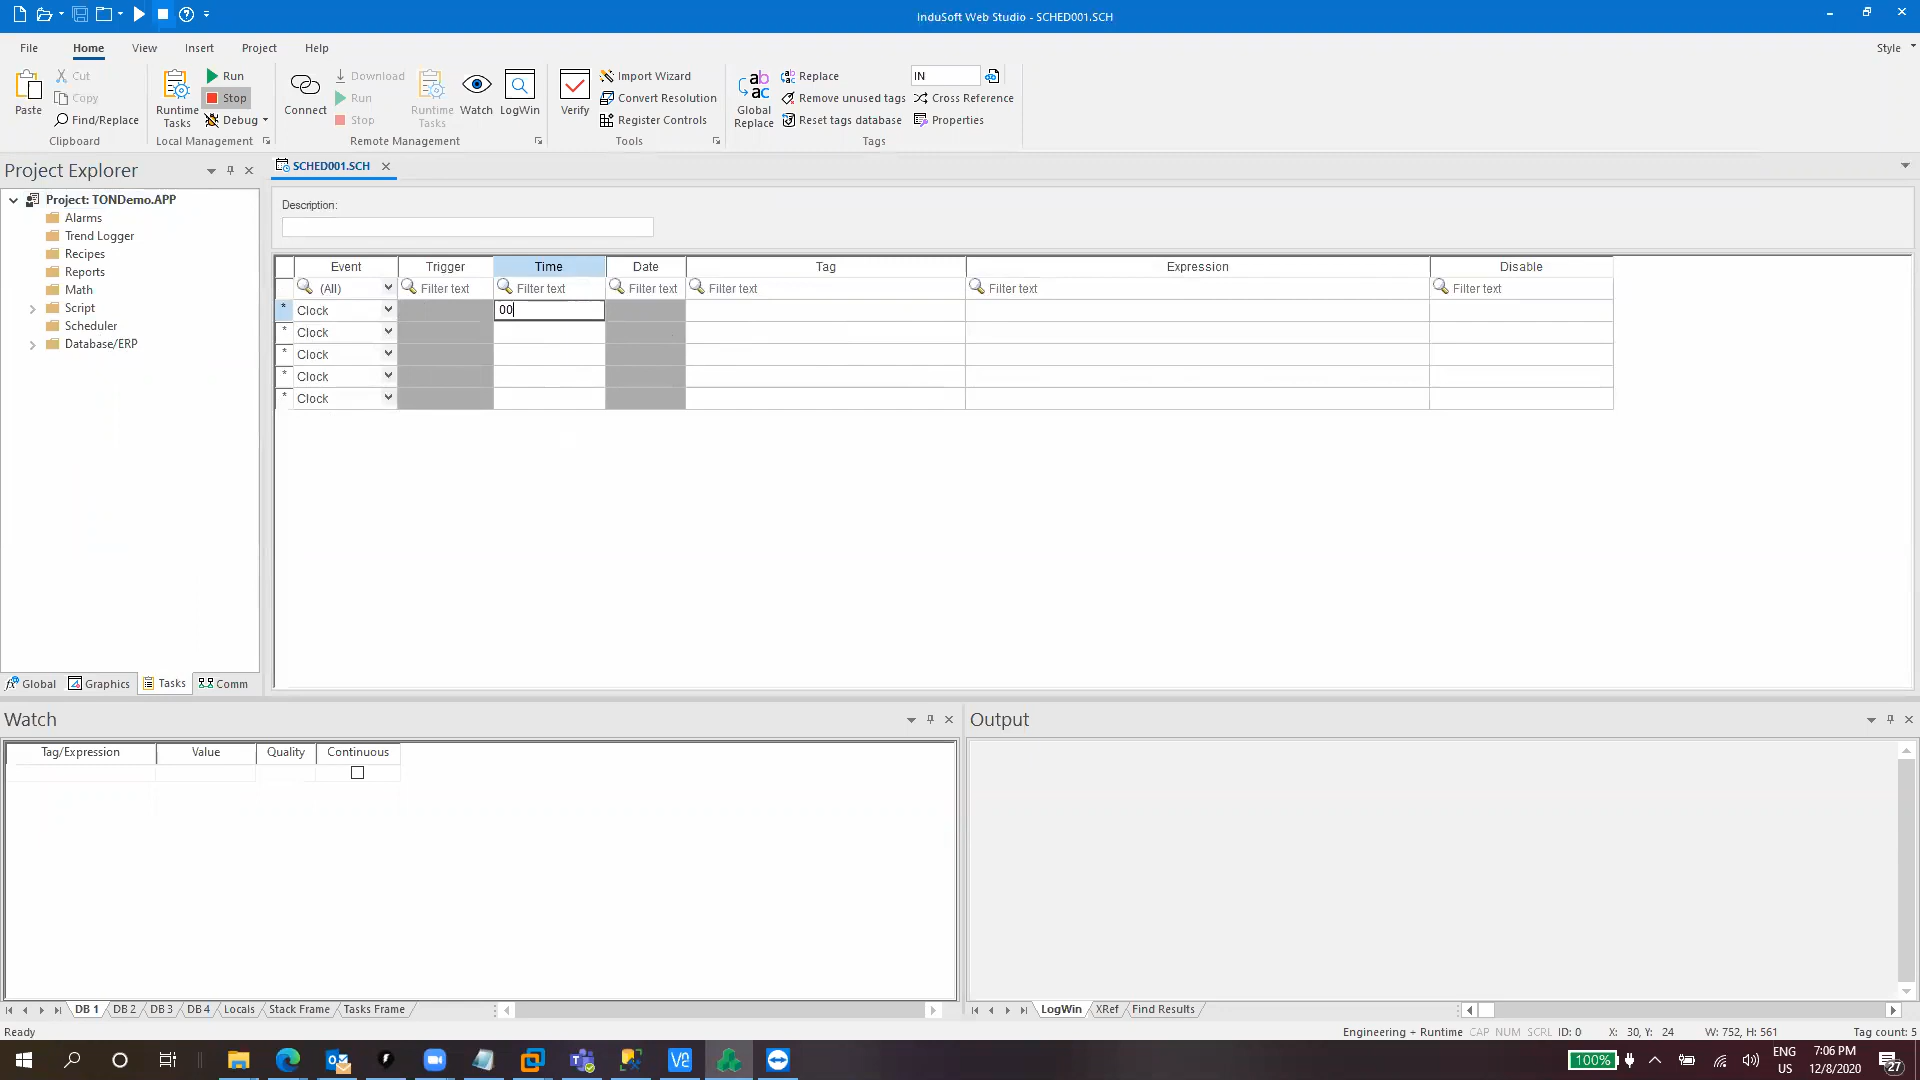 InduSoft Web Studio - SCHED001.SCH
File Home View Insert Project Help Style
Paste
Cut
Copy
Find/Replace
Clipboard
Runtime Tasks
Run
Stop
Debug
Local Management
Connect
Download
Run
Stop
Runtime Tasks
Watch
LogWin
Remote Management
Verify
Import Wizard
Convert Resolution
Register Controls
Tools
Global Replace
Replace
Remove unused tags
Reset tags database
IN
Cross Reference
Properties
Tags
Project Explorer
Project: TONDemo.APP
Alarms
Trend Logger
Recipes
Reports
Math
Script
Scheduler
Database/ERP
Global Graphics Tasks Comm
SCHED001.SCH
Description:
Event Trigger Time Date Tag Expression Disable
(All) Filter text Filter text Filter text Filter text Filter text Filter text
* Clock 00
* Clock
* Clock
* Clock
* Clock
Watch
Tag/Expression Value Quality Continuous
DB 1 DB 2 DB 3 DB 4 Locals Stack Frame Tasks Frame
Output
LogWin XRef Find Results
Ready
Engineering + Runtime CAP NUM SCRL ID: 0 X: 30, Y: 24 W: 752, H: 561 Tag count: 5
100%
ENG
US
7:06 PM
12/8/2020
27